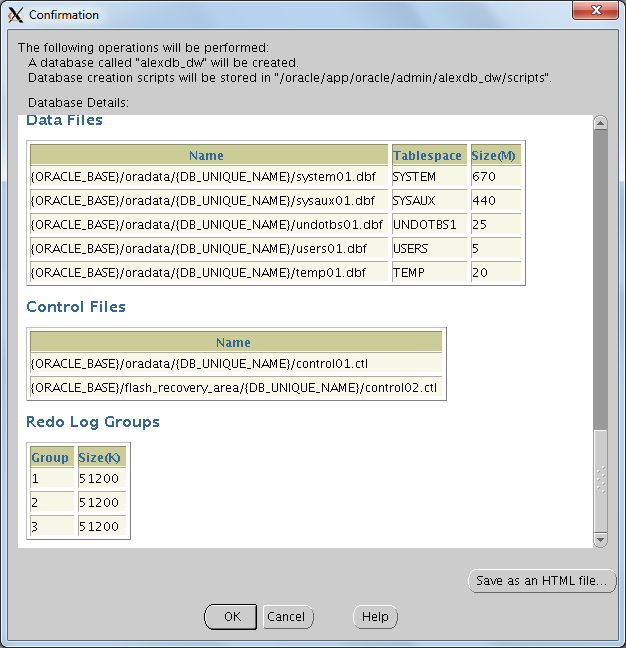 Confirmation
The following operations will be performed:
A database called "alexdb_dw" will be created.
Database creation scripts will be stored in "/oracle/app/oracle/admin/alexdb_dw/scripts".
Database Details:
Data Files
Name Tablespace Size(M)
{ORACLE_BASE}/oradata/{DB_UNIQUE_NAME}/system01.dbf SYSTEM 670
{ORACLE_BASE}/oradata/{DB_UNIQUE_NAME}/sysaux01.dbf SYSAUX 440
{ORACLE_BASE}/oradata/{DB_UNIQUE_NAME}/undotbs01.dbf UNDOTBS1 25
{ORACLE_BASE}/oradata/{DB_UNIQUE_NAME}/users01.dbf USERS 5
{ORACLE_BASE}/oradata/{DB_UNIQUE_NAME}/temp01.dbf TEMP 20
Control Files
Name
{ORACLE_BASE}/oradata/{DB_UNIQUE_NAME}/control01.ctl
{ORACLE_BASE}/flash_recovery_area/{DB_UNIQUE_NAME}/control02.ctl
Redo Log Groups
Group Size(K)
1 51200
2 51200
3 51200
Save as an HTML file...
OK Cancel Help